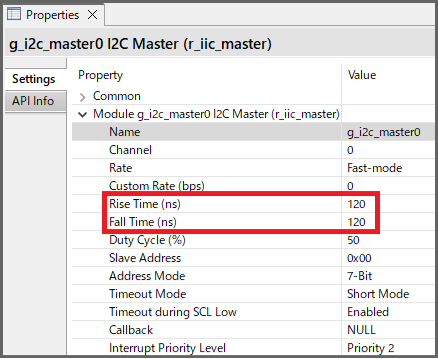 Properties
g_i2c_master0 I2C Master (r_iic_master)
Settings
API Info
Property Value
Common
Module g_i2c_master0 I2C Master (r_iic_master)
Name g_i2c_master0
Channel 0
Rate Fast-mode
Custom Rate (bps) 0
Rise Time (ns) 120
Fall Time (ns) 120
Duty Cycle (%) 50
Slave Address 0x00
Address Mode 7-Bit
Timeout Mode Short Mode
Timeout during SCL Low Enabled
Callback NULL
Interrupt Priority Level Priority 2